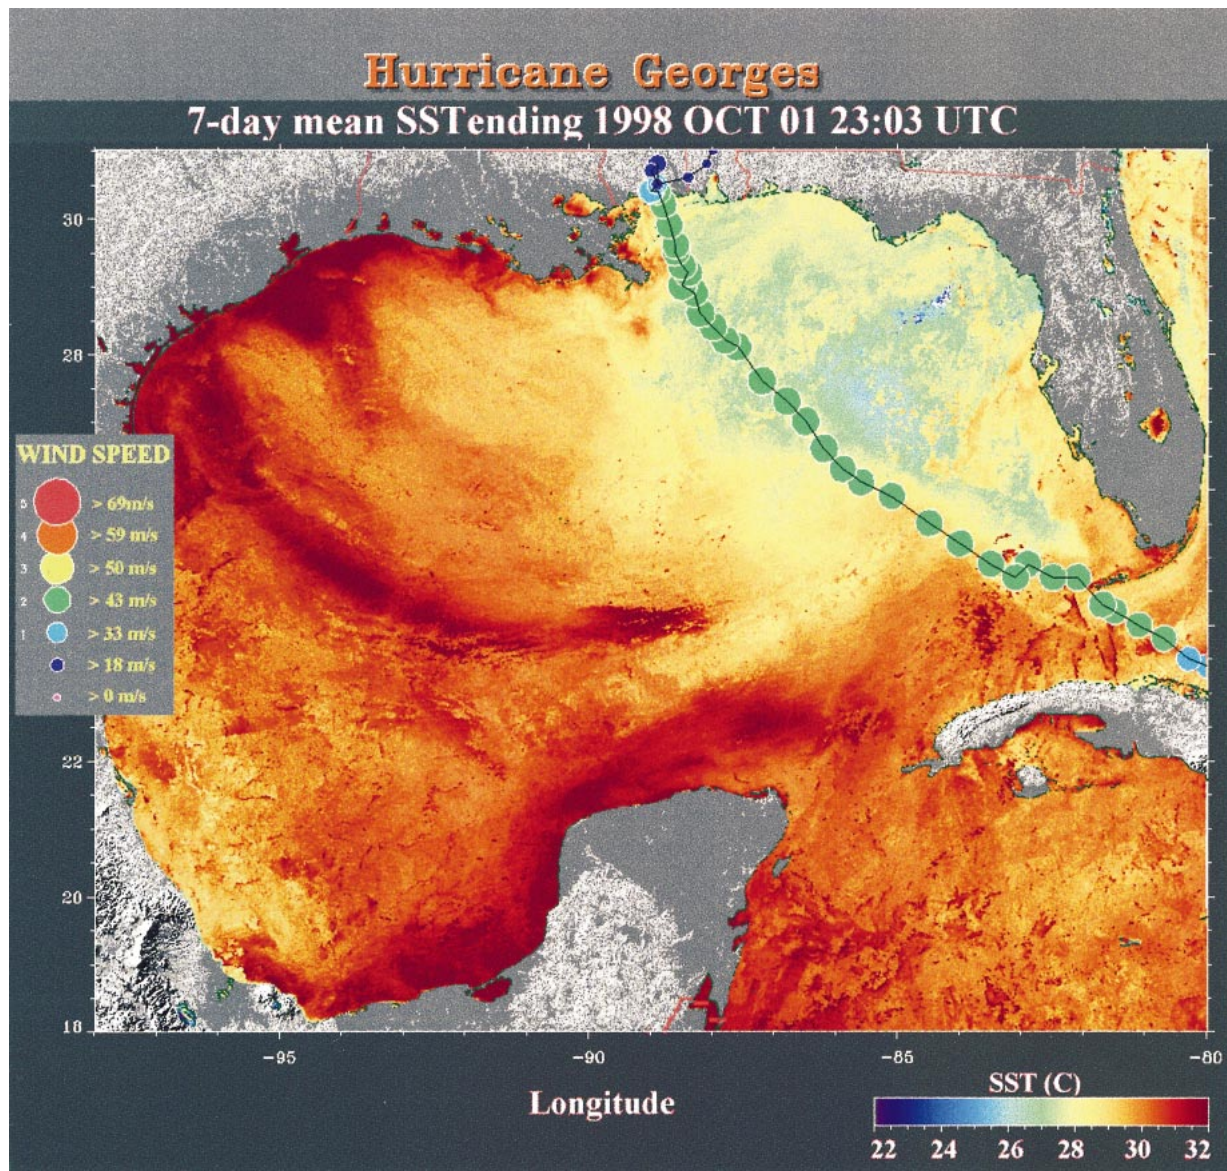 Hurricane Georges
7-day mean SSTending 1998 OCT 01 23:03 UTC
30
28
WIND SPEED
5 > 69m/s
4 > 59 m/s
3 > 50 m/s
2 > 43 m/s
1 > 33 m/s
> 18 m/s
> 0 m/s
22
20
18
-95 -90 -85 -80
Longitude
SST (C)
22 24 26 28 30 32